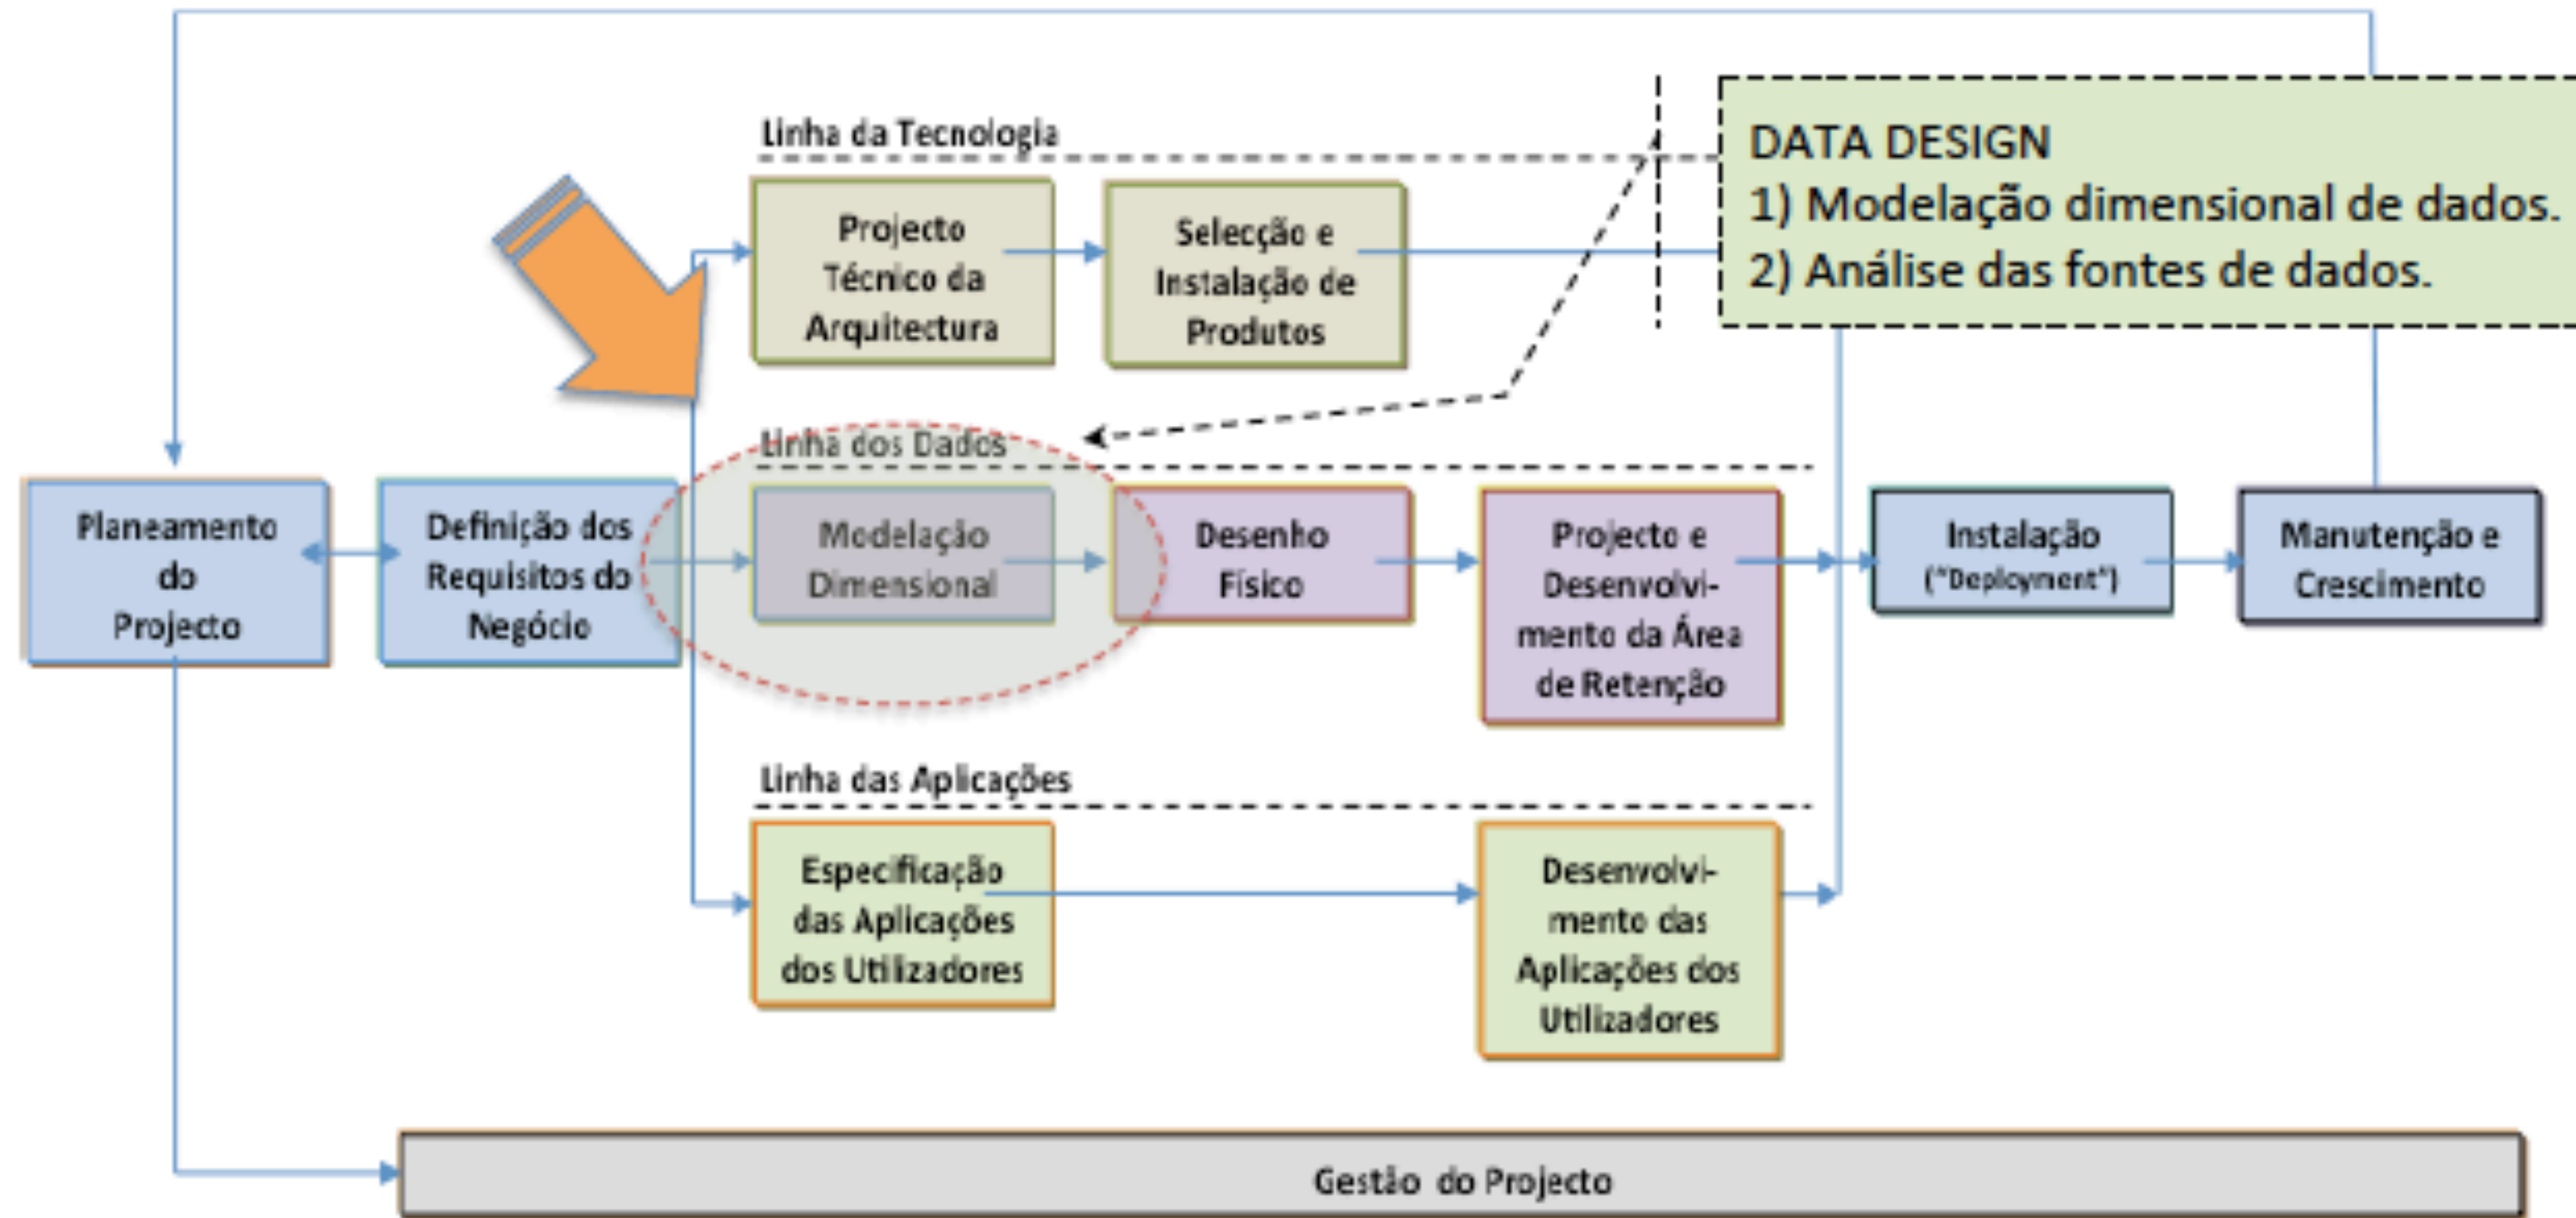 Linha da Tecnologia
DATA DESIGN
1) Modelação dimensional de dados.
2) Análise das fontes de dados.
Projecto
Técnico da
Arquitectura
Selecção e
Instalação de
Produtos
Linha dos Dados
Planeamento
do
Projecto
Definição dos
Requisitos do
Negócio
Modelação
Dimensional
Desenho
Físico
Projecto e
Desenvolvi-
mento da Área
de Retenção
Instalação
("Deployment")
Manutenção e
Crescimento
Linha das Aplicações
Especificação
das Aplicações
dos Utilizadores
Desenvolvi-
mento das
Aplicações dos
Utilizadores
Gestão do Projecto